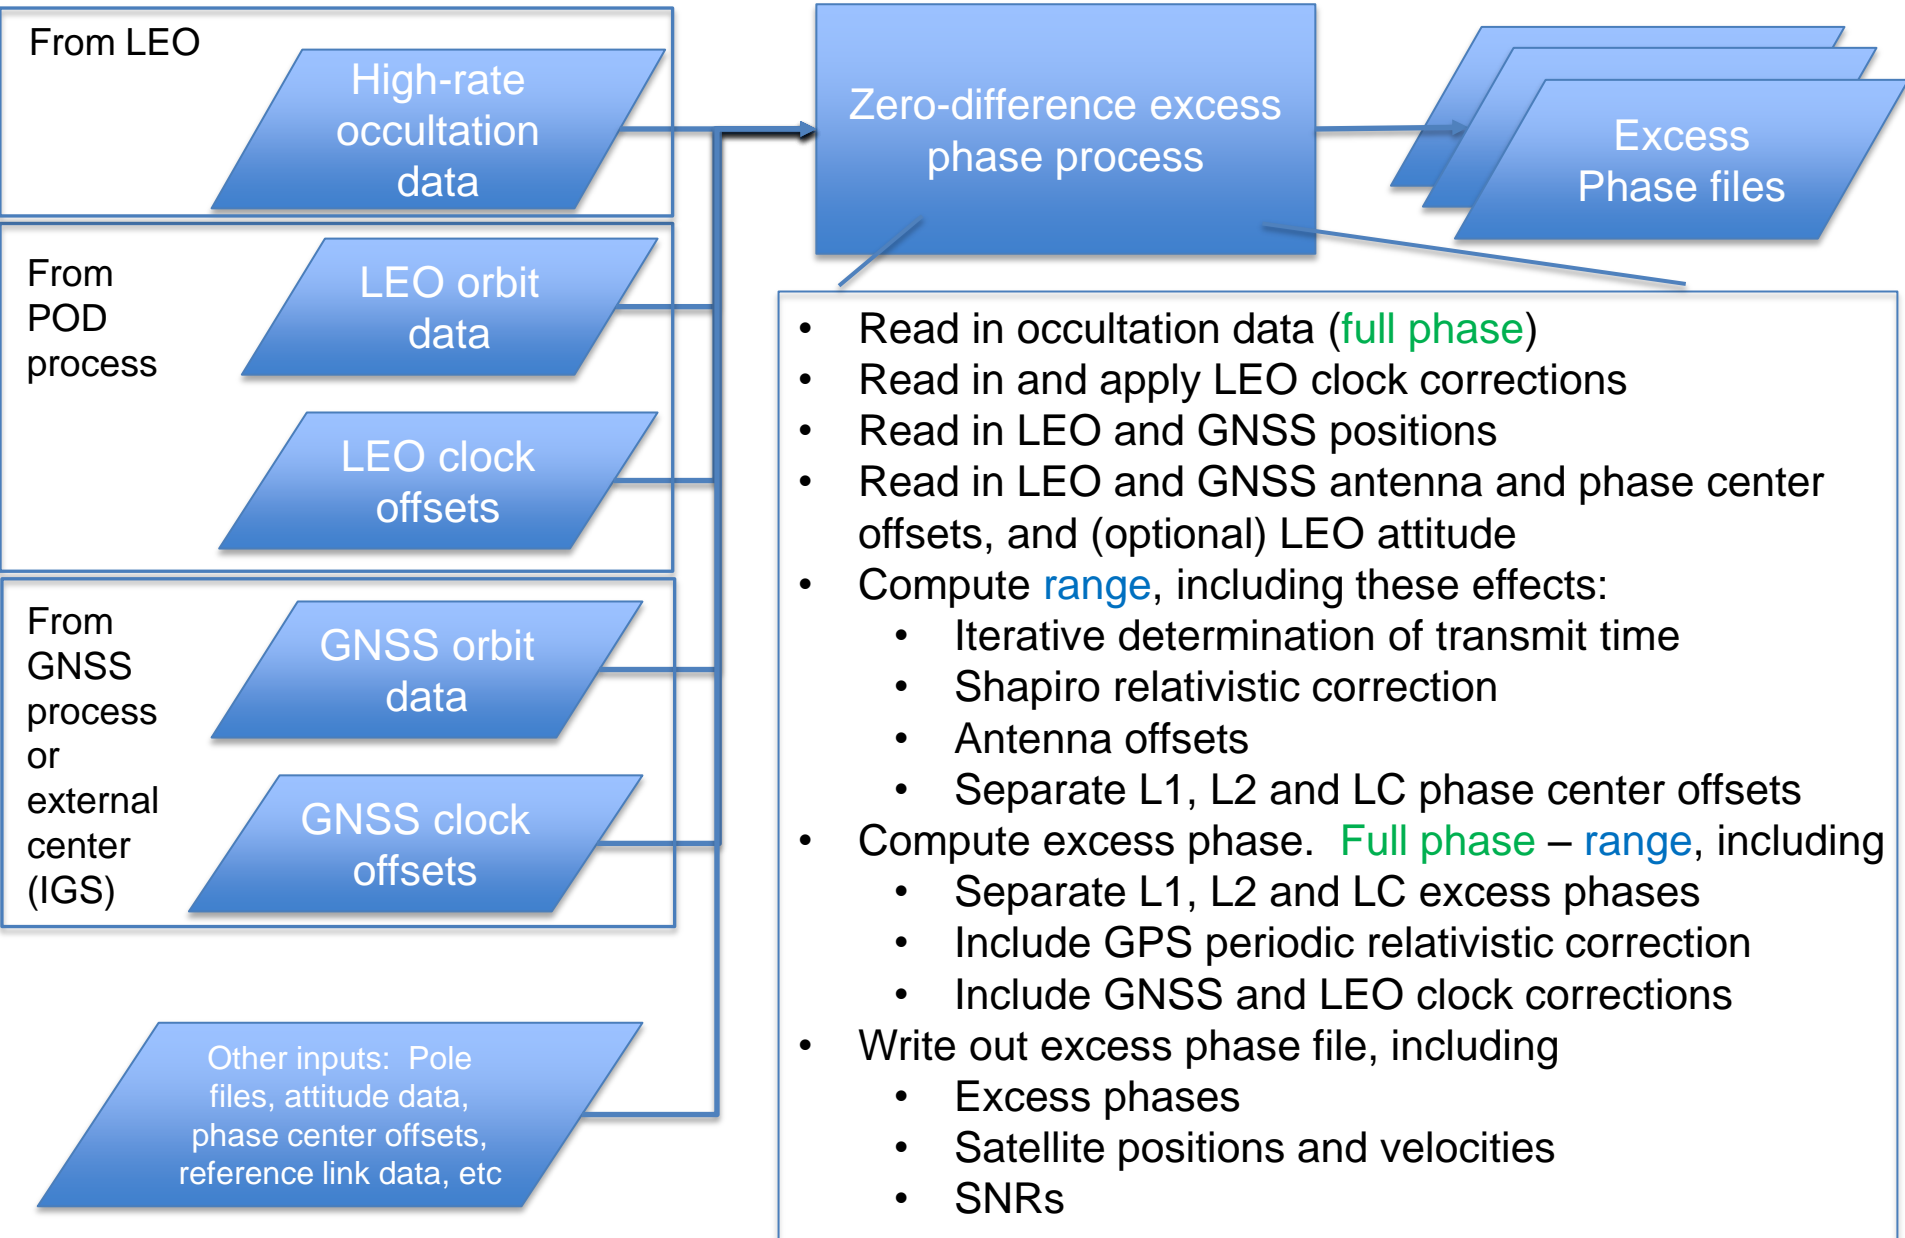 From LEO
High-rate
occultation
data
From
POD
process
LEO orbit
data
LEO clock
offsets
From
GNSS
process
or
external
center
(IGS)
GNSS orbit
data
GNSS clock
offsets
Other inputs: Pole
files, attitude data,
phase center offsets,
reference link data, etc
Zero-difference excess
phase process
Excess
Phase files
• Read in occultation data (full phase)
• Read in and apply LEO clock corrections
• Read in LEO and GNSS positions
• Read in LEO and GNSS antenna and phase center
offsets, and (optional) LEO attitude
• Compute range, including these effects:
• Iterative determination of transmit time
• Shapiro relativistic correction
• Antenna offsets
• Separate L1, L2 and LC phase center offsets
• Compute excess phase. Full phase – range, including
• Separate L1, L2 and LC excess phases
• Include GPS periodic relativistic correction
• Include GNSS and LEO clock corrections
• Write out excess phase file, including
• Excess phases
• Satellite positions and velocities
• SNRs